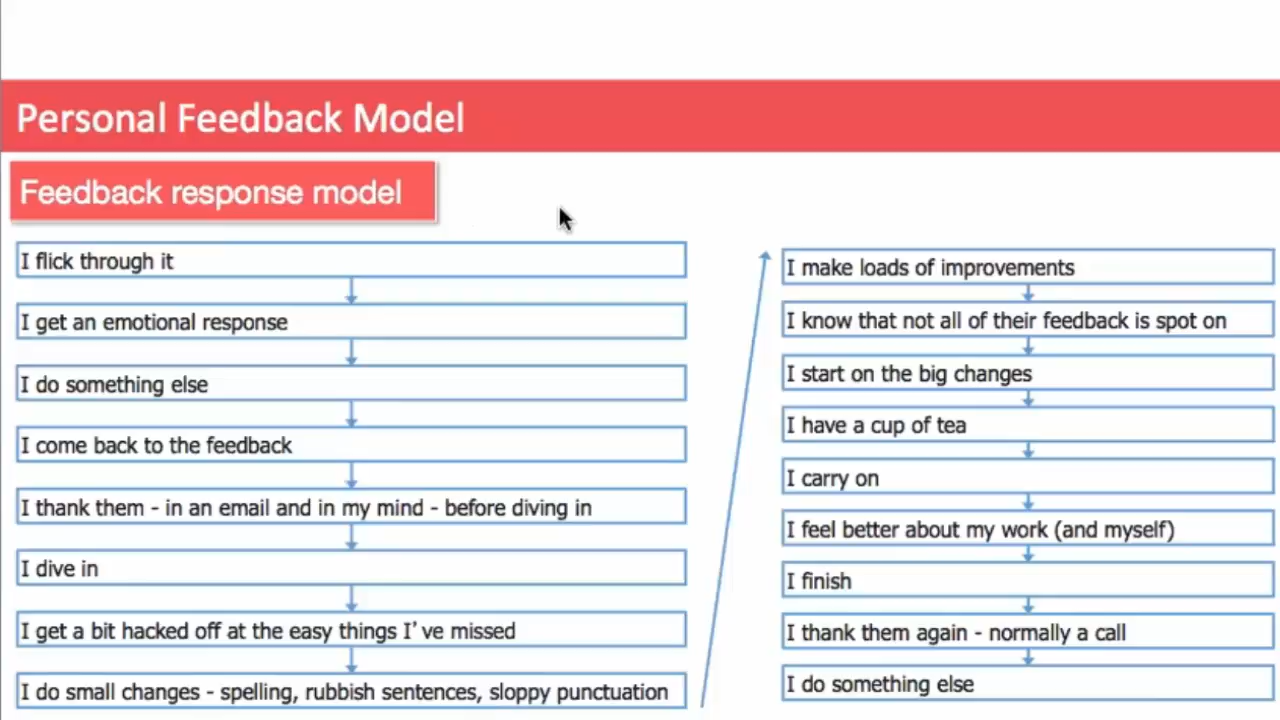 Personal Feedback Model
Feedback response model
I flick through it
I get an emotional response
I do something else
I come back to the feedback
I thank them - in an email and in my mind - before diving in
I dive in
I get a bit hacked off at the easy things I've missed
I do small changes - spelling, rubbish sentences, sloppy punctuation
I make loads of improvements
I know that not all of their feedback is spot on
I start on the big changes
I have a cup of tea
I carry on
I feel better about my work (and myself)
I finish
I thank them again - normally a call
I do something else